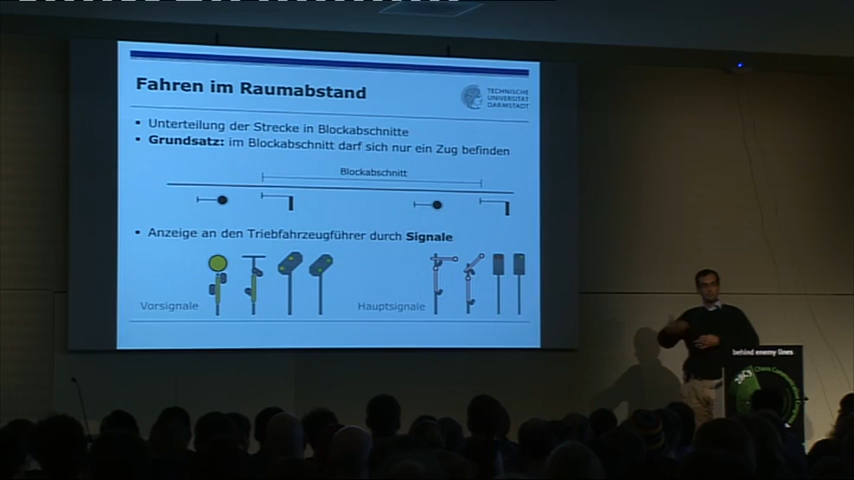 Fahren im Raumabstand
TECHNISCHE
UNIVERSITÄT
DARMSTADT
Unterteilung der Strecke in Blockabschnitte
Grundsatz: im Blockabschnitt darf sich nur ein Zug befinden
Blockabschnitt
Anzeige an den Triebfahrzeugführer durch Signale
Vorsignale
Hauptsignale
behind enemy lines
28C3